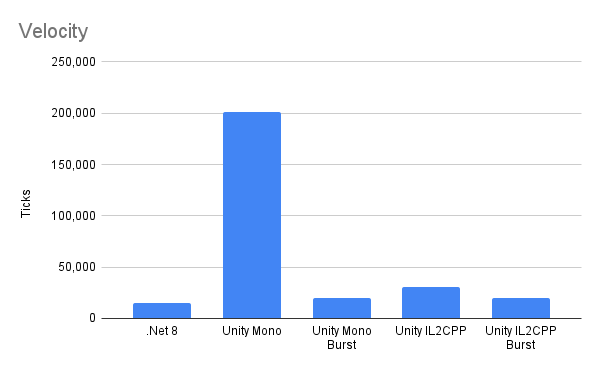 Velocity
250,000
200,000
150,000
100,000
50,000
0
Ticks
.Net 8
Unity Mono
Unity Mono
Burst
Unity IL2CPP
Unity IL2CPP
Burst